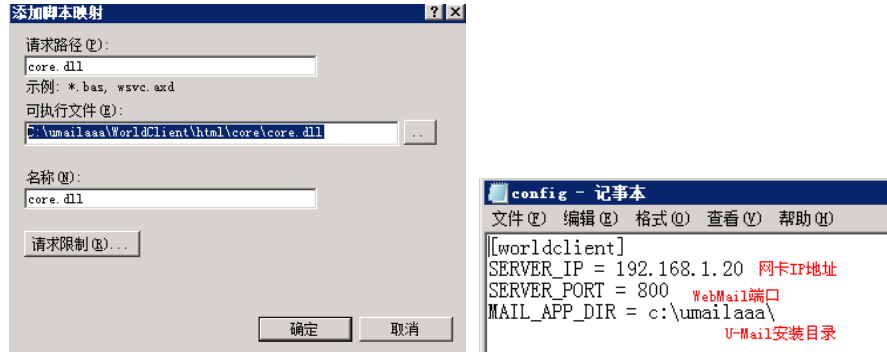 添加脚本映射
请求路径(P):
core.dll
示例: *.bas, wsvc.axd
可执行文件(E):
C:\umailaaa\WorldClient\html\core\core.dll
..
名称(N):
core.dll
请求限制(R)...
确定 取消
config - 记事本
文件(F) 编辑(E) 格式(O) 查看(V) 帮助(H)
[worldclient]
SERVER_IP = 192.168.1.20 网卡IP地址
SERVER_PORT = 800 WebMail端口
MAIL_APP_DIR = c:\umailaaa\
U-Mail安装目录